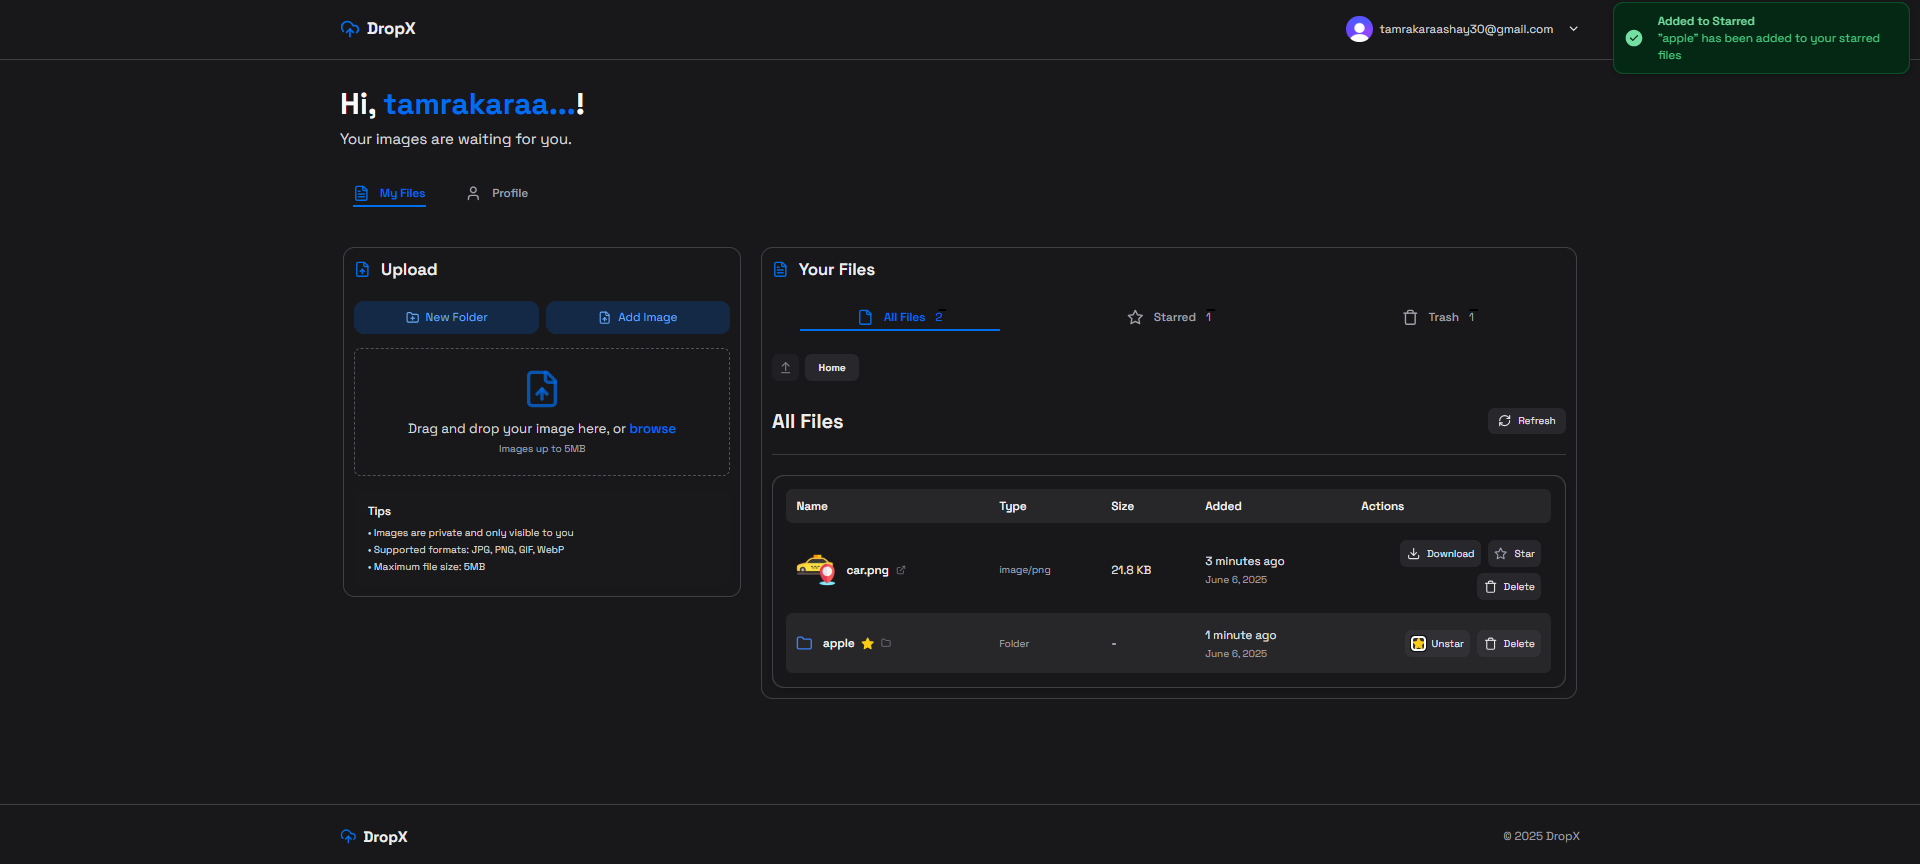 DropX
tamrakaraashay30@gmail.com
Added to Starred
"apple" has been added to your starred
files
Hi, tamrakaraa...!
Your images are waiting for you.
My Files
Profile
Upload
New Folder
Add Image
Drag and drop your image here, or browse
Images up to 5MB
Tips
• Images are private and only visible to you
• Supported formats: JPG, PNG, GIF, WebP
• Maximum file size: 5MB
Your Files
All Files 2
Starred 1
Trash 1
Home
All Files
Refresh
Name Type Size Added Actions
car.png image/png 21.8 KB 3 minutes ago
June 6, 2025
Download Star
Delete
apple Folder - 1 minute ago
June 6, 2025
Unstar Delete
DropX
© 2025 DropX